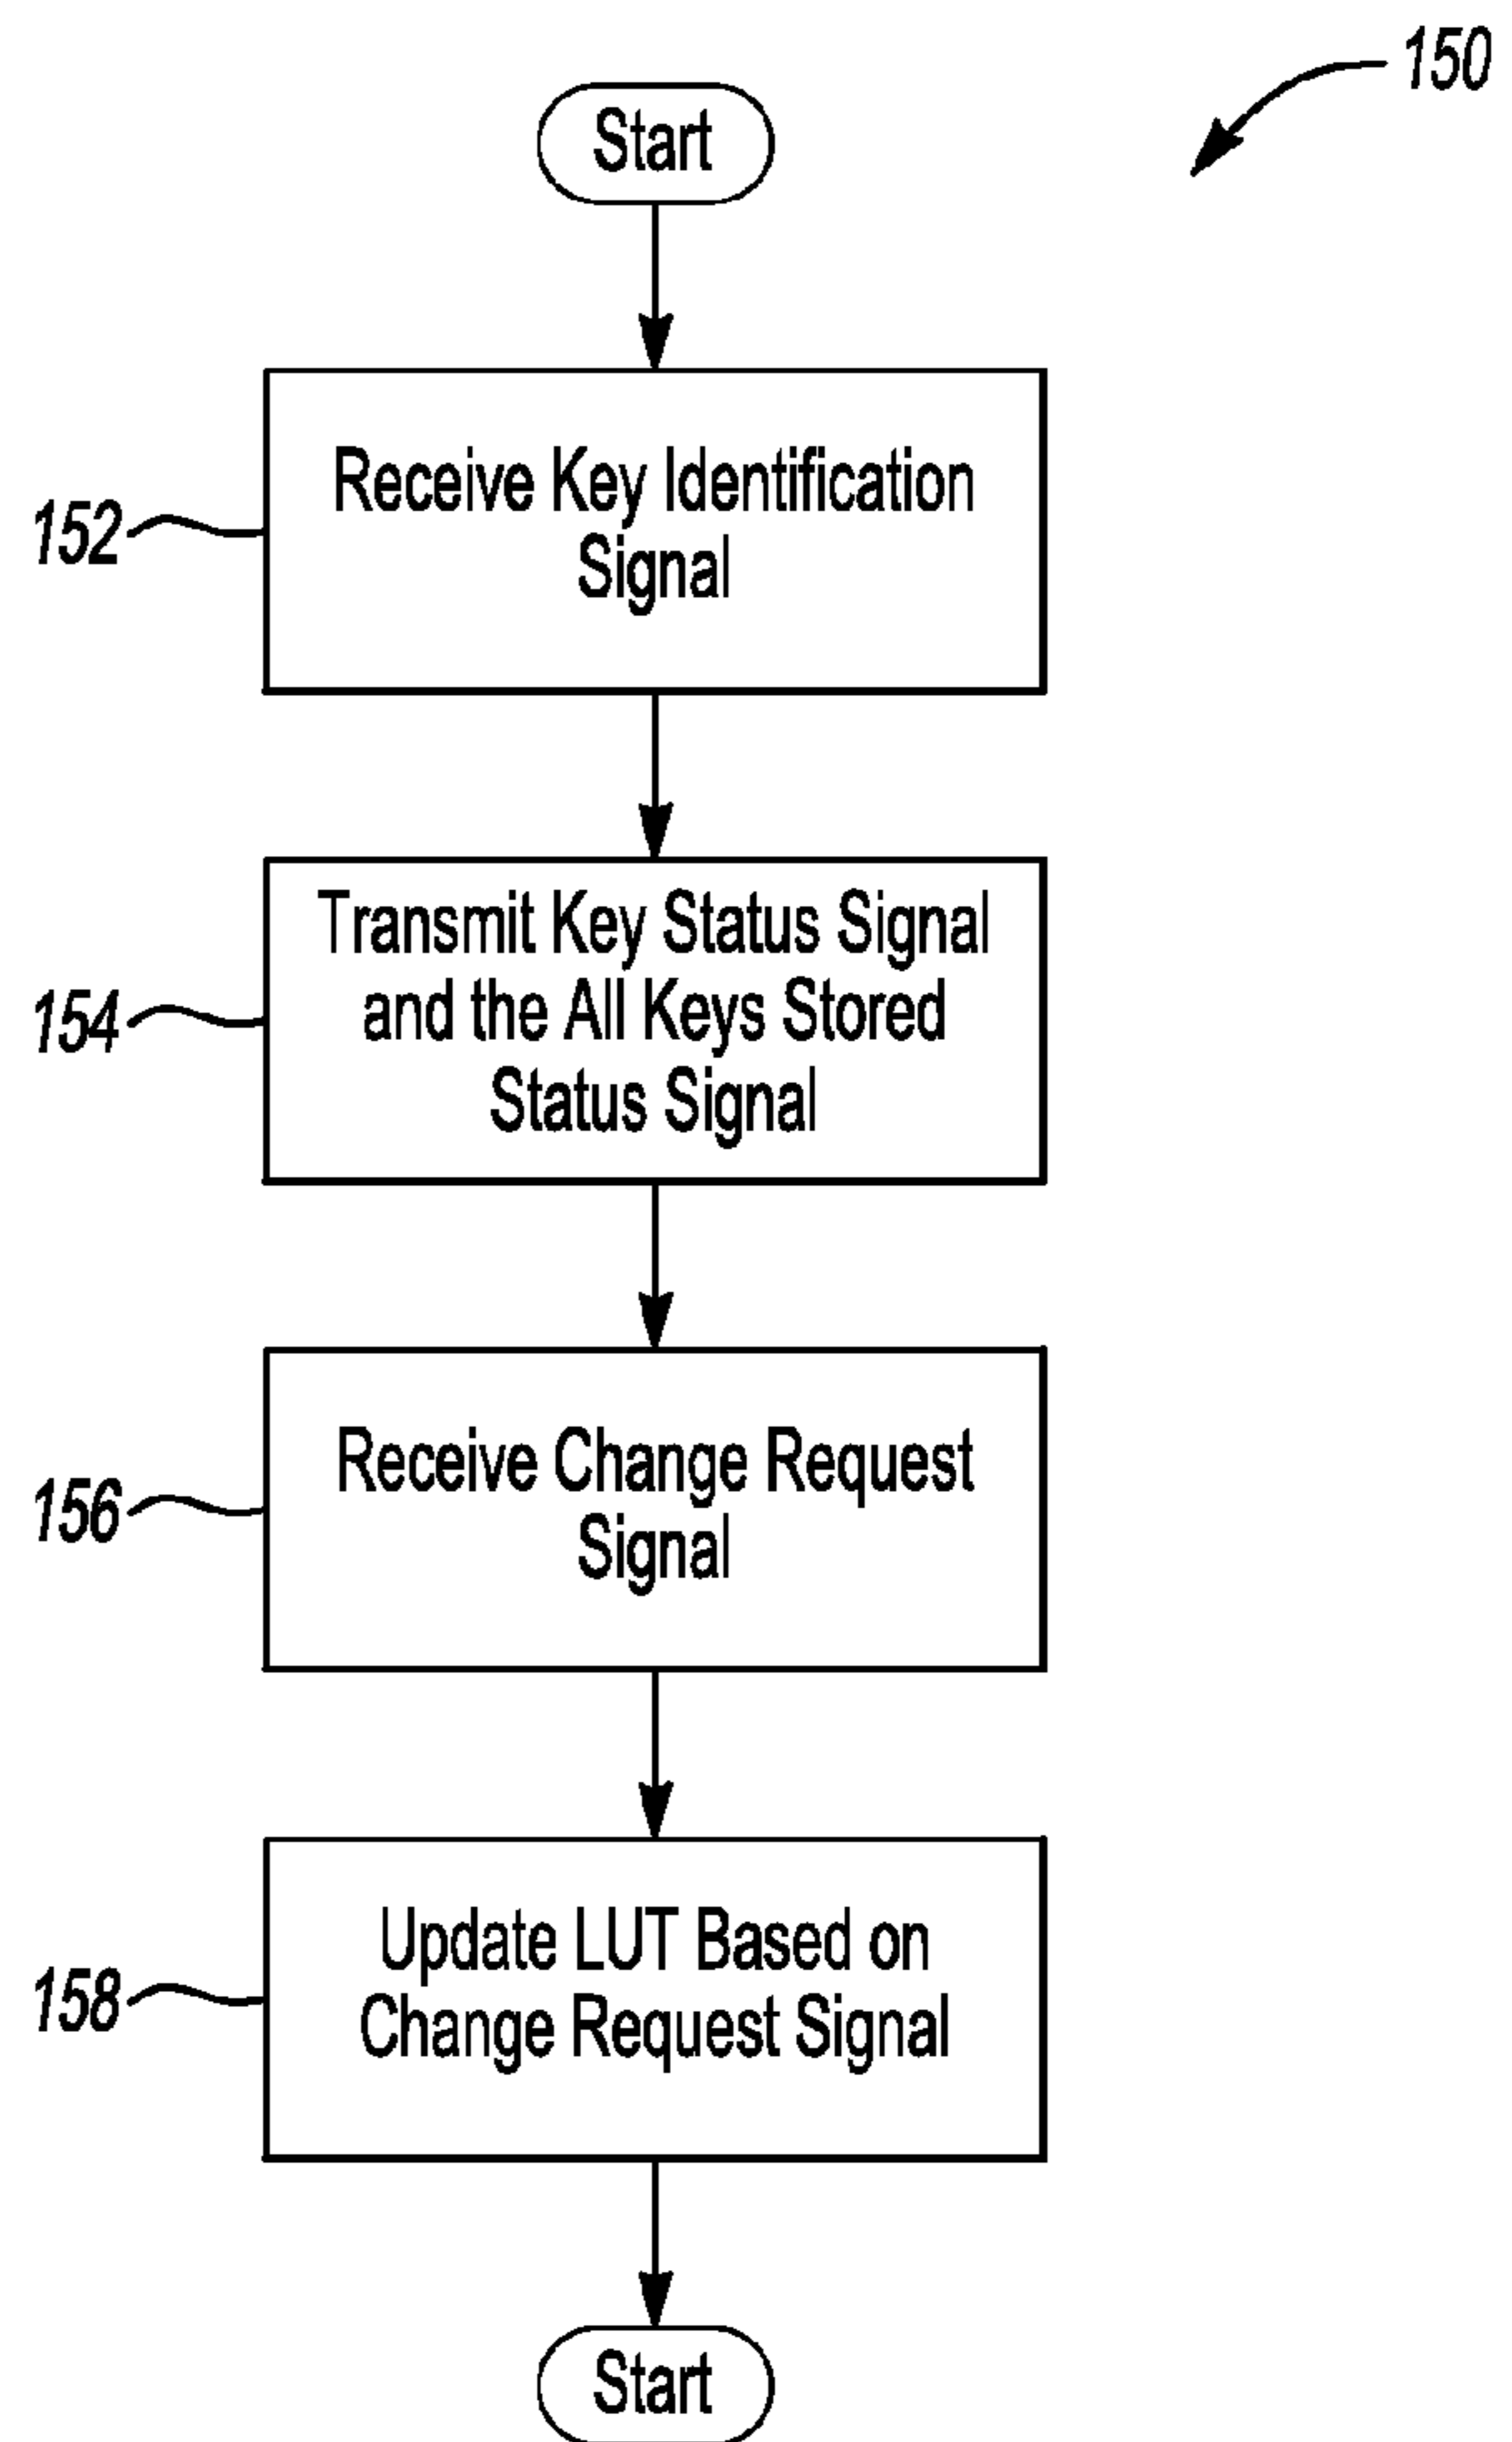 150
Start
Receive Key Identification
Signal
152
Transmit Key Status Signal
and the All Keys Stored
Status Signal
154
Receive Change Request
Signal
156
Update LUT Based on
Change Request Signal
158
Start